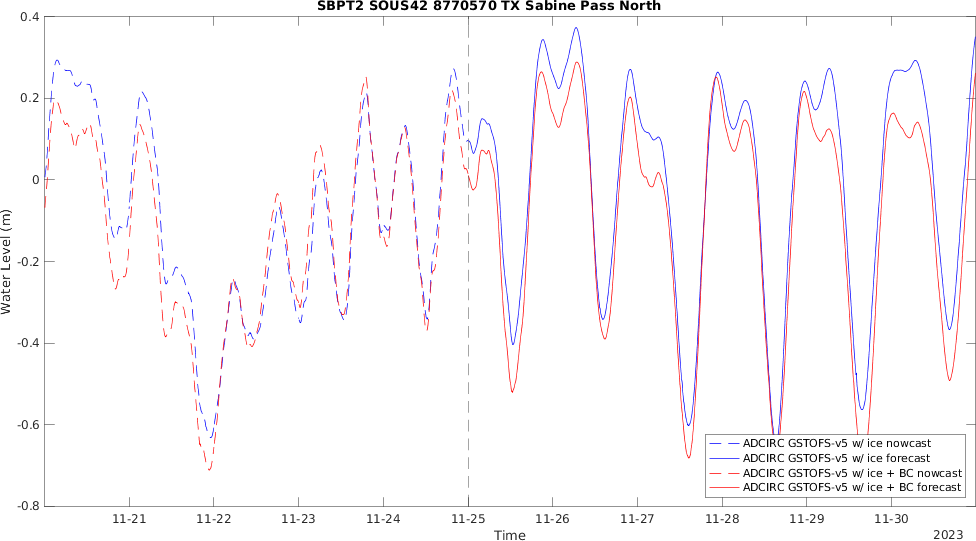 SBPT2 SOUS42 8770570 TX Sabine Pass North
0.4
0.2
0
-0.2
-0.4
-0.6
-0.8
Water Level (m)
ADCIRC GSTOFS-v5 w/ ice nowcast
ADCIRC GSTOFS-v5 w/ ice forecast
ADCIRC GSTOFS-v5 w/ ice + BC nowcast
ADCIRC GSTOFS-v5 w/ ice + BC forecast
11-21 11-22 11-23 11-24 11-25 11-26 11-27 11-28 11-29 11-30
Time
2023